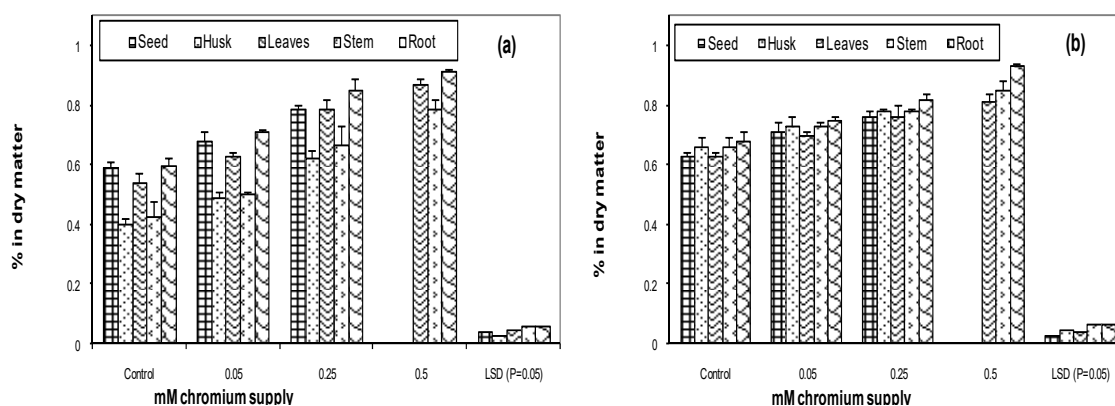 1
0.8
0.6
0.4
0.2
0
% in dry matter
Seed Husk Leaves Stem Root
(a)
Control 0.05 0.25 0.5 LSD (P=0.05)
mM chromium supply
1
0.8
0.6
0.4
0.2
0
% in dry matter
Seed Husk Leaves Stem Root
(b)
Control 0.05 0.25 0.5 LSD (P=0.05)
mM chromium supply